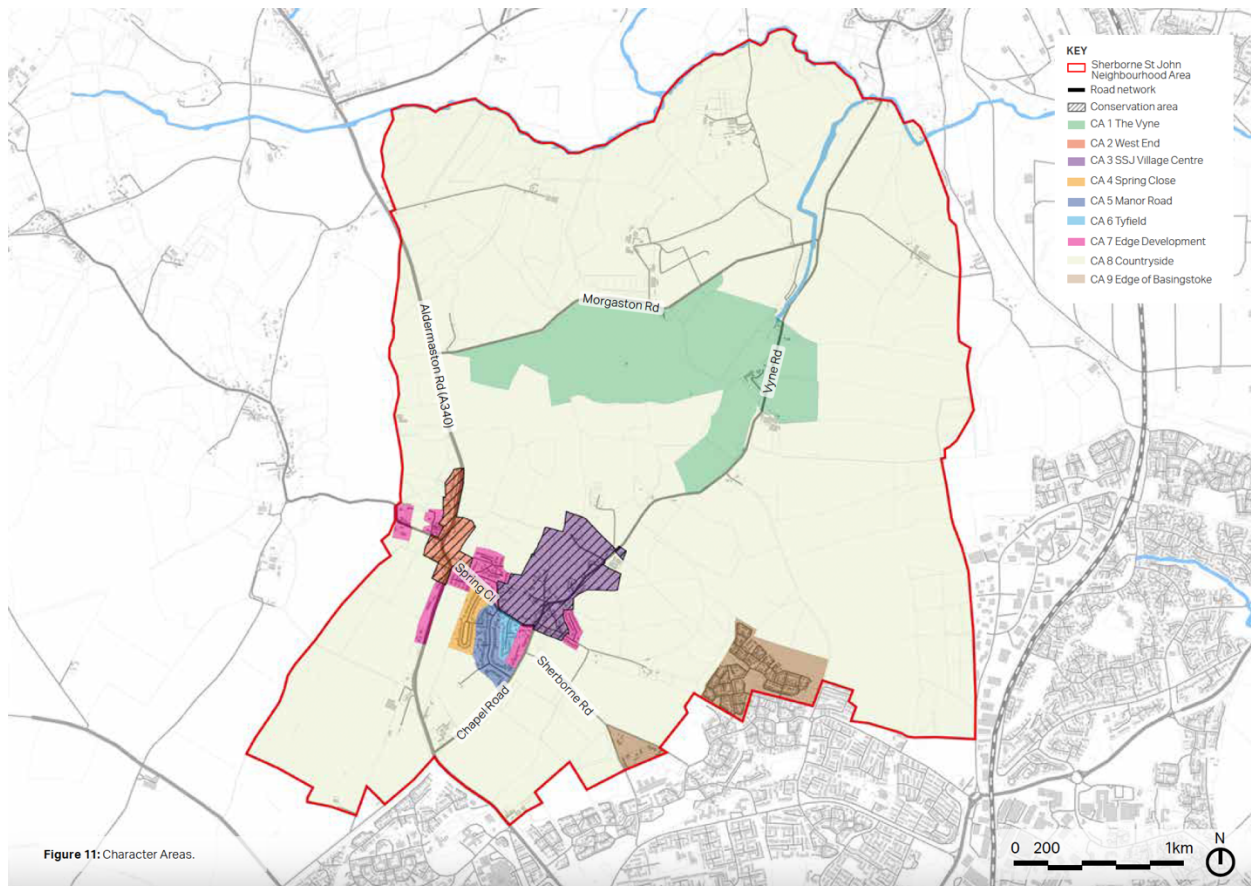 KEY
Sherborne St John
Neighbourhood Area
Road network
Conservation area
CA 1 The Vyne
CA 2 West End
CA 3 SSJ Village Centre
CA 4 Spring Close
CA 5 Manor Road
CA 6 Tyfield
CA 7 Edge Development
CA 8 Countryside
CA 9 Edge of Basingstoke
Morgaston Rd
Aldermaston Rd (A340)
Vyne Rd
Spring Cl
Sherborne Rd
Chapel Road
Figure 11: Character Areas.
0 200 1km
N